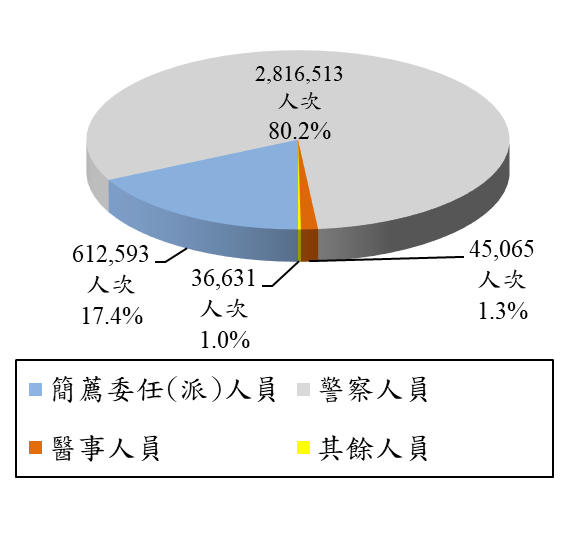 2,816,513
人次
80.2%
612,593
人次
17.4%
36,631
人次
1.0%
45,065
人次
1.3%
簡薦委任(派)人員
警察人員
醫事人員
其餘人員